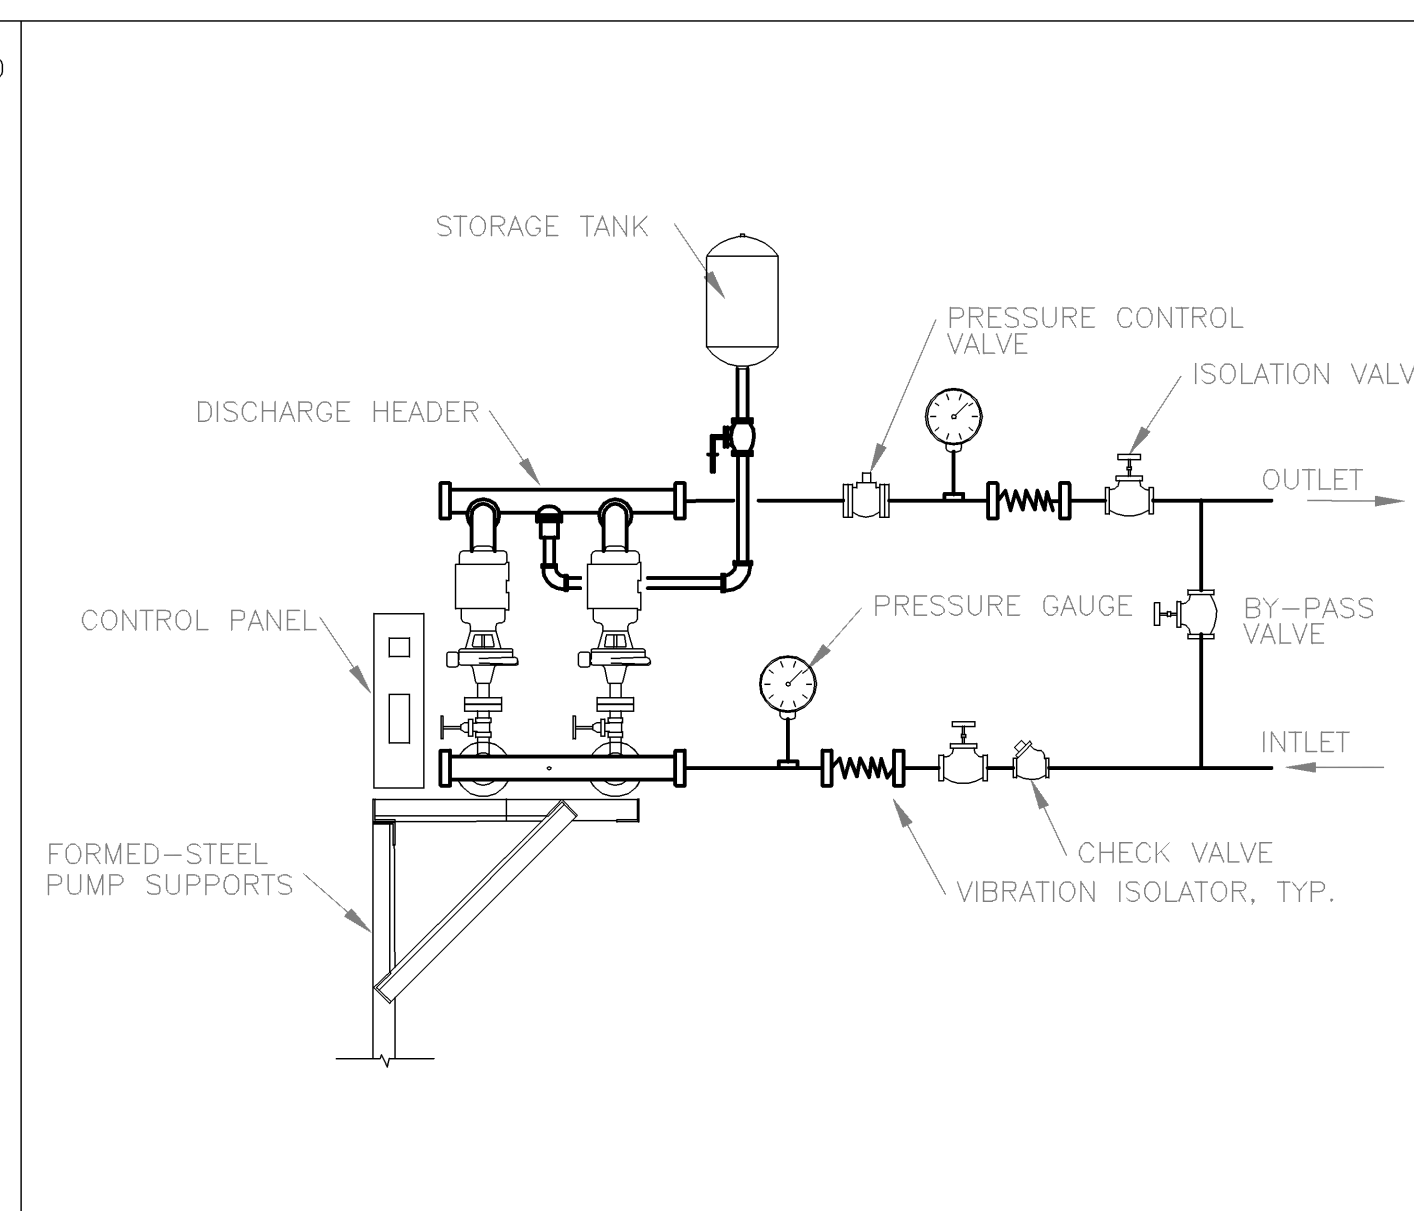 STORAGE TANK
PRESSURE CONTROL
VALVE
ISOLATION VALV
DISCHARGE HEADER
OUTLET
PRESSURE GAUGE
BY-PASS
VALVE
CONTROL PANEL
INTLET
FORMED-STEEL
PUMP SUPPORTS
CHECK VALVE
VIBRATION ISOLATOR, TYP.